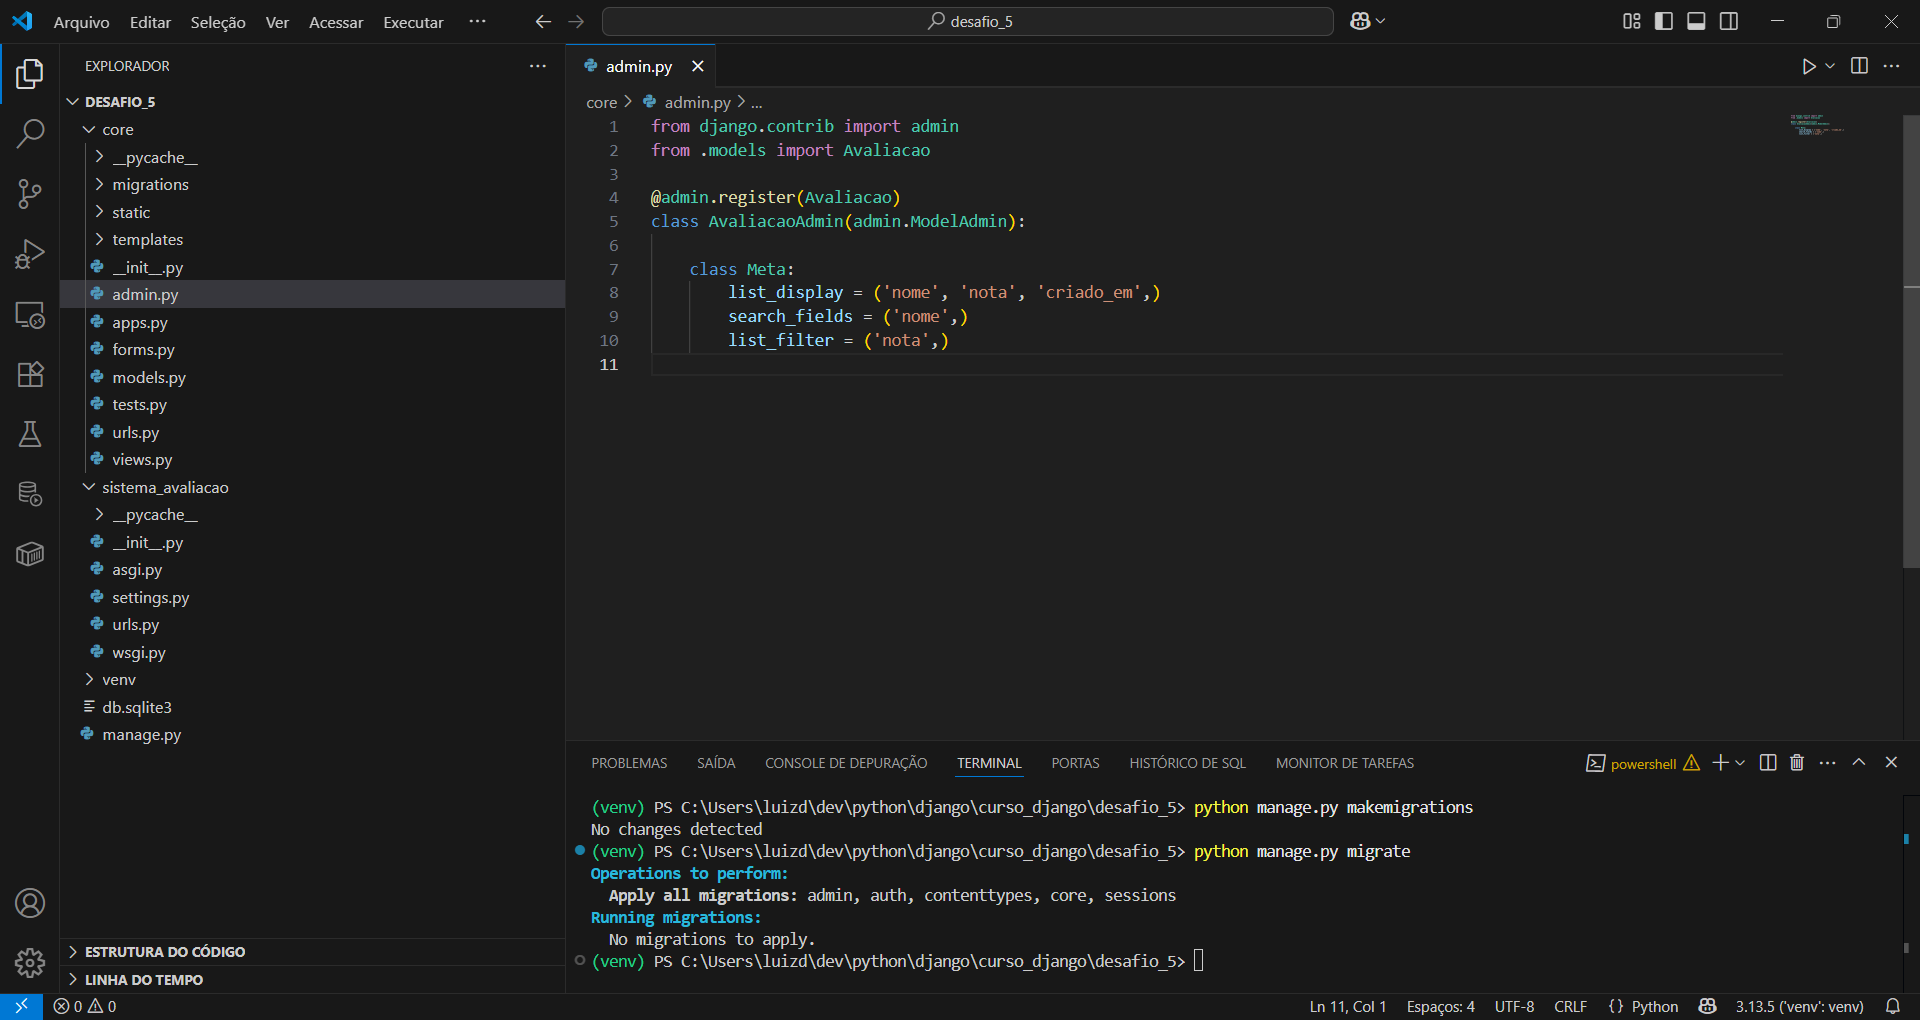 Arquivo Editar Seleção Ver Acessar Executar ··· desafio_5
EXPLORADOR
DESAFIO_5
core
__pycache__
migrations
static
templates
__init__.py
admin.py
apps.py
forms.py
models.py
tests.py
urls.py
views.py
sistema_avaliacao
__pycache__
__init__.py
asgi.py
settings.py
urls.py
wsgi.py
venv
db.sqlite3
manage.py
ESTRUTURA DO CÓDIGO
LINHA DO TEMPO
admin.py
core > admin.py > ...
1 from django.contrib import admin
2 from .models import Avaliacao
3
4 @admin.register(Avaliacao)
5 class AvaliacaoAdmin(admin.ModelAdmin):
6
7 class Meta:
8 list_display = ('nome', 'nota', 'criado_em',)
9 search_fields = ('nome',)
10 list_filter = ('nota',)
11
PROBLEMAS SAÍDA CONSOLE DE DEPURAÇÃO TERMINAL PORTAS HISTÓRICO DE SQL MONITOR DE TAREFAS powershell
(venv) PS C:\Users\luizd\dev\python\django\curso_django\desafio_5> python manage.py makemigrations
No changes detected
(venv) PS C:\Users\luizd\dev\python\django\curso_django\desafio_5> python manage.py migrate
Operations to perform:
Apply all migrations: admin, auth, contenttypes, core, sessions
Running migrations:
No migrations to apply.
(venv) PS C:\Users\luizd\dev\python\django\curso_django\desafio_5>
0 0 Ln 11, Col 1 Espaços: 4 UTF-8 CRLF {} Python 3.13.5 ('venv': venv)